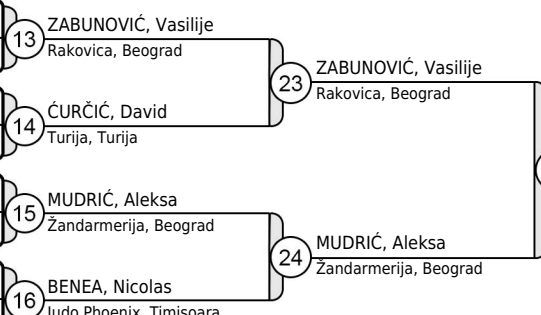 13
ZABUNOVIĆ, Vasilije
Rakovica, Beograd
23
ZABUNOVIĆ, Vasilije
Rakovica, Beograd
14
ĆURČIĆ, David
Turija, Turija
15
MUDRIĆ, Aleksa
Žandarmerija, Beograd
24
MUDRIĆ, Aleksa
Žandarmerija, Beograd
16
BENEA, Nicolas
Judo Phoenix, Timisoara